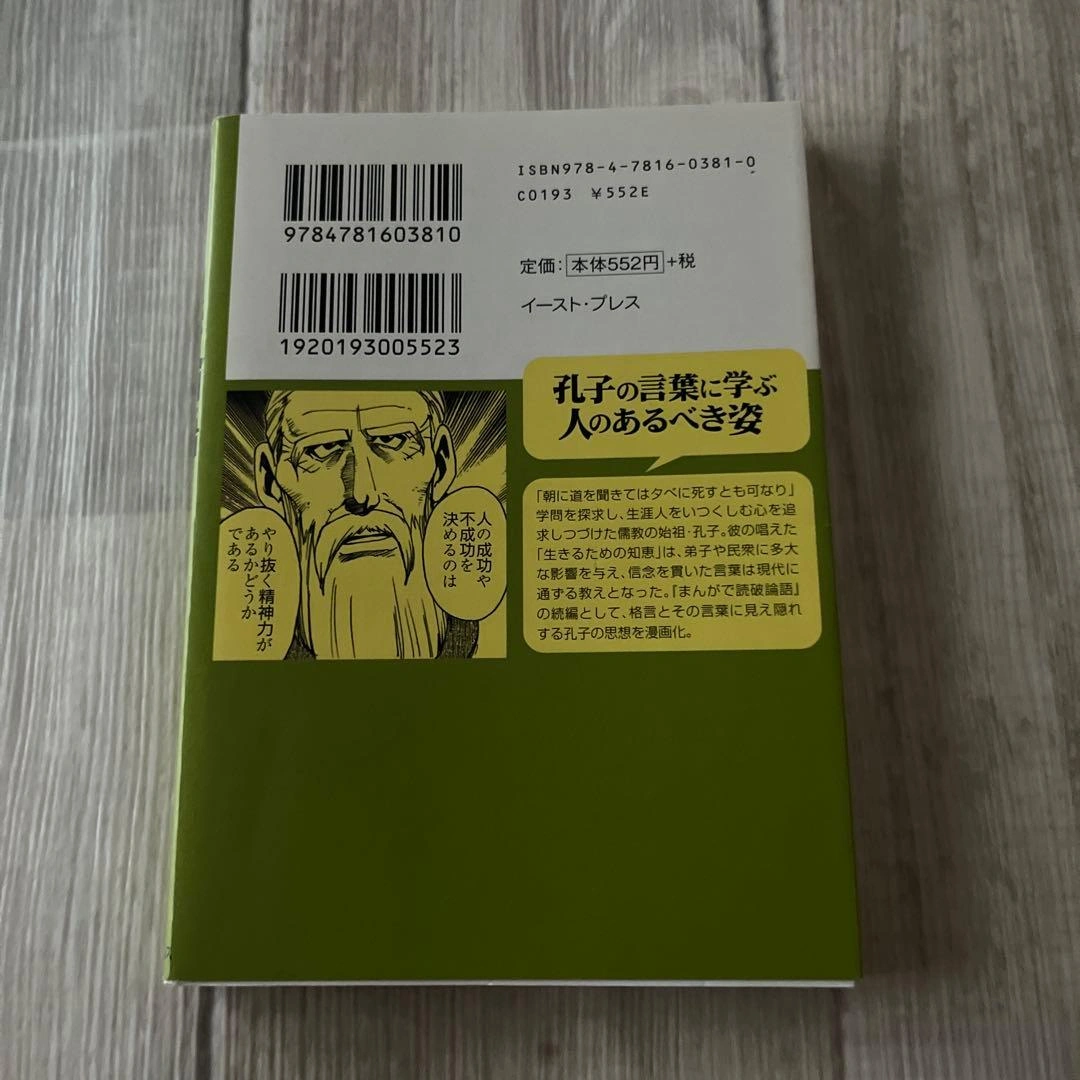 ISBN978-4-7816-0381-0
C0193 ¥552E
9784781603810
定価：本体552円+税
イースト・プレス
1920193005523
孔子の言葉に学ぶ
人のあるべき姿
「朝に道を聞きては夕べに死すとも可なり」
学問を探求し、生涯人をいつくしむ心を追
求しつづけた儒教の始祖・孔子。彼の唱えた
「生きるための知恵」は、弟子や民衆に多大
な影響を与え、信念を貫いた言葉は現代に
通ずる教えとなった。『まんがで読破論語』
の続編として、格言とその言葉に見え隠れ
する孔子の思想を漫画化。
人の成功や
不成功を
決めるのは
やり抜く精神力が
あるかどうか
である